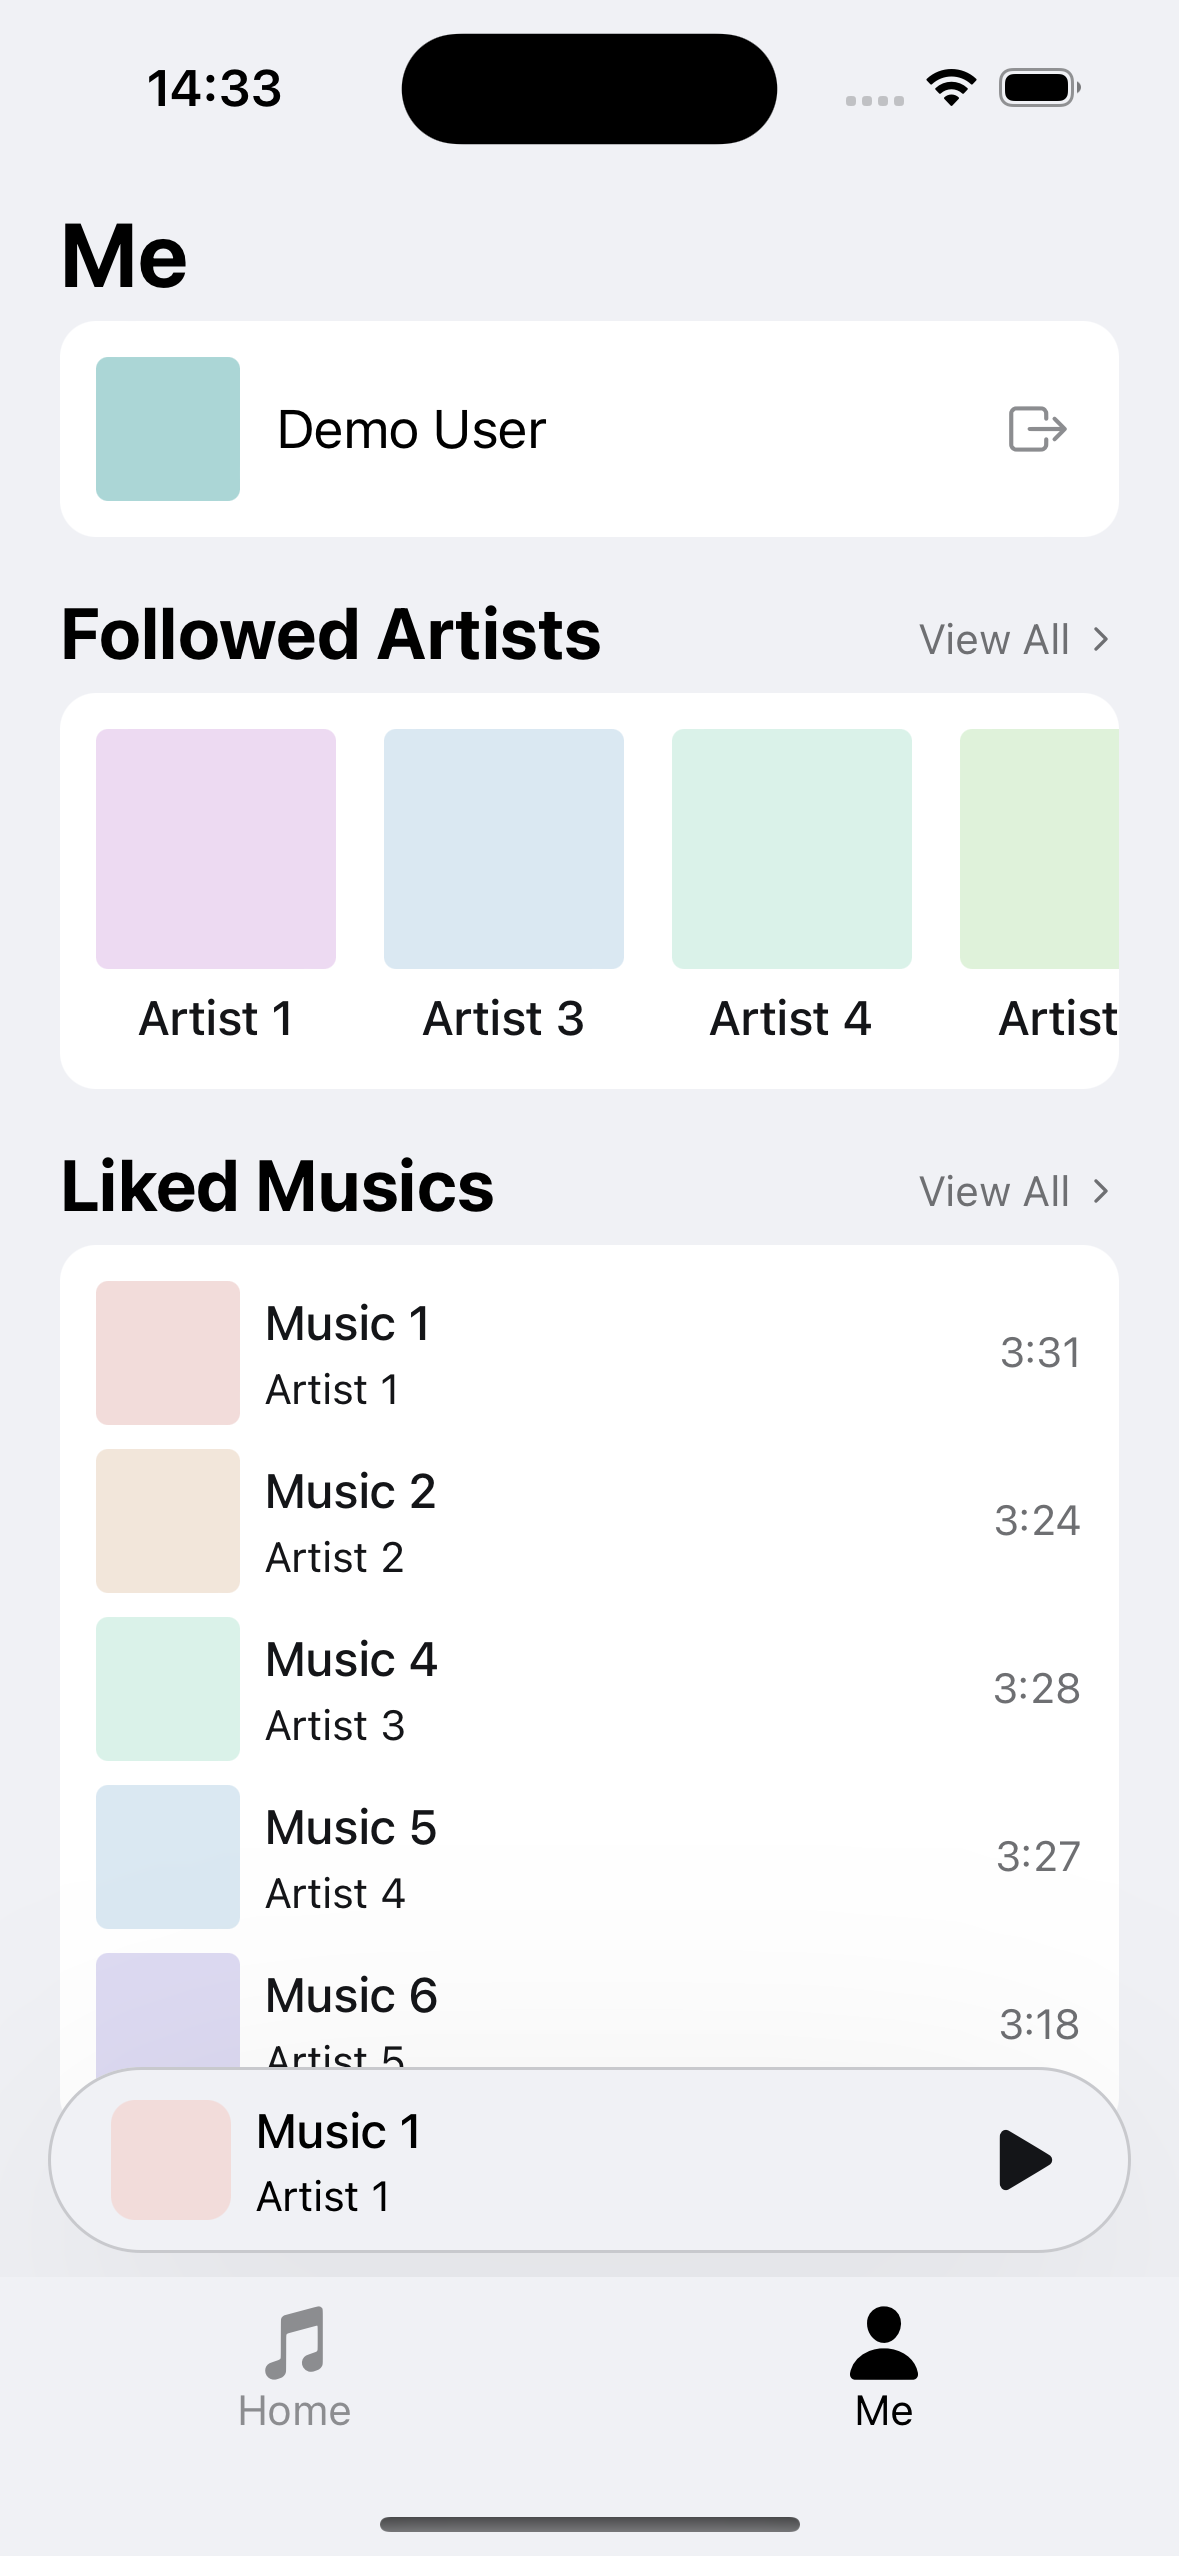 14:33
Me
Demo User
Followed Artists
View All
Artist 1
Artist 3
Artist 4
Artist
Liked Musics
View All
Music 1
Artist 1
3:31
Music 2
Artist 2
3:24
Music 4
Artist 3
3:28
Music 5
Artist 4
3:27
Music 6
Artist 5
3:18
Music 1
Artist 1
Home
Me